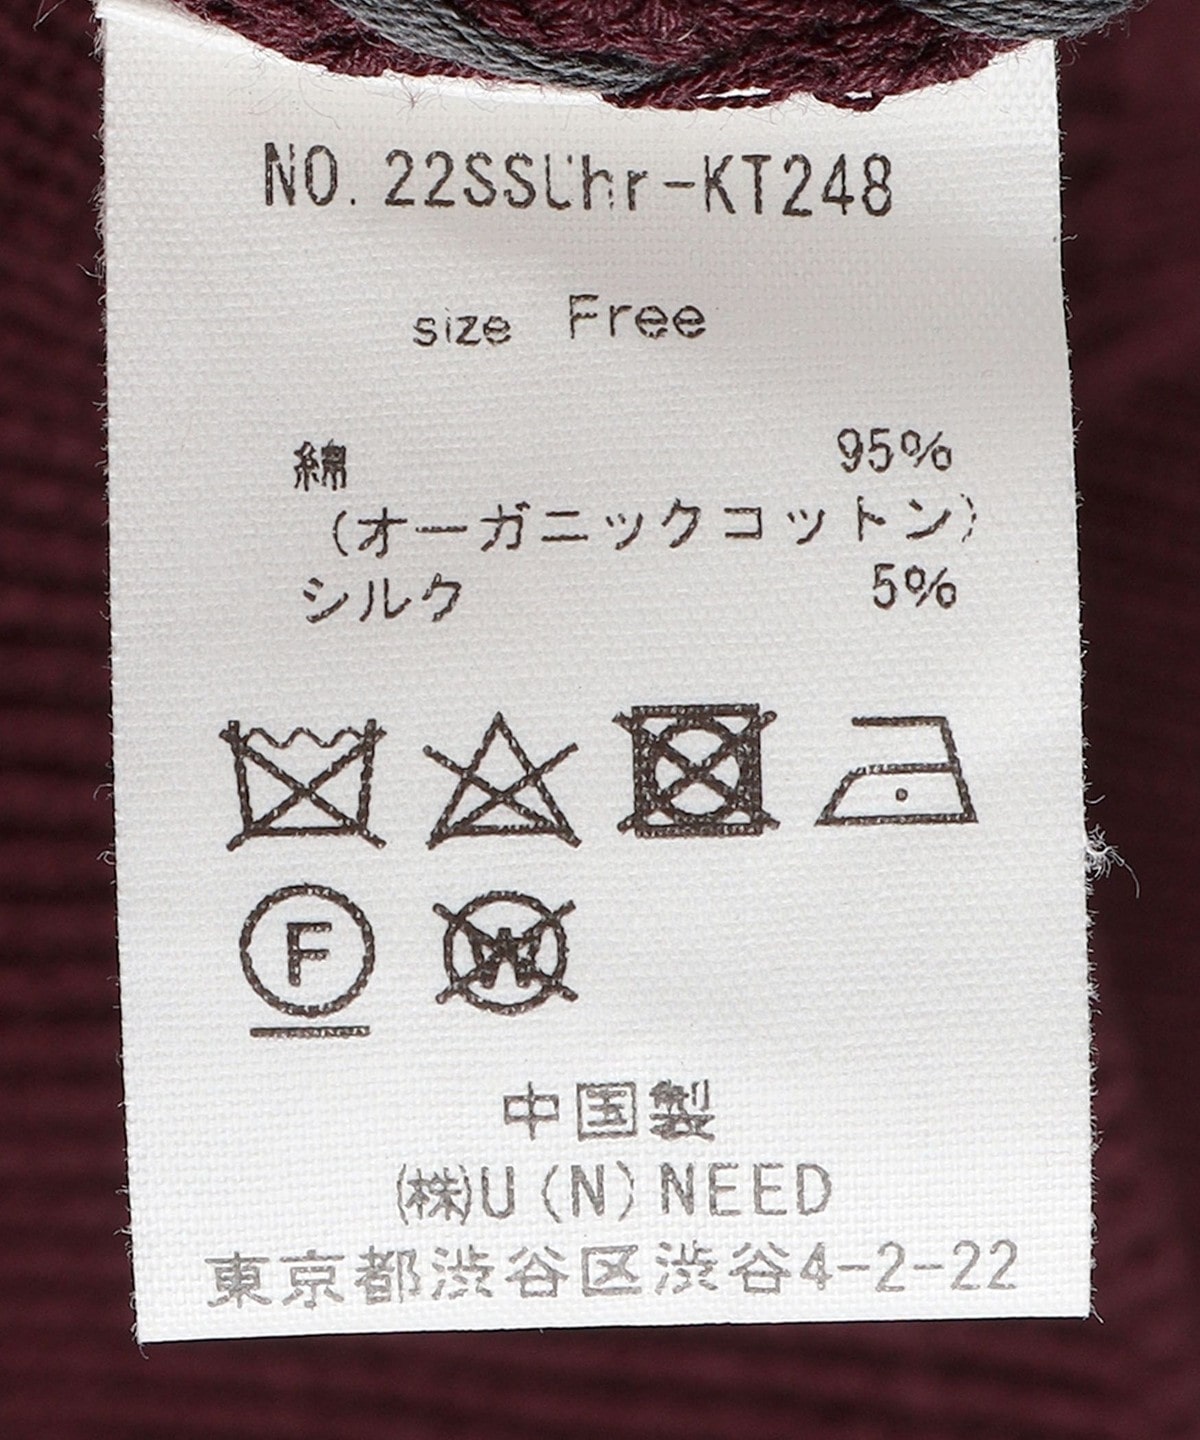 NO. 22SSUhr-KT248
size Free
綿 95%
(オーガニックコットン)
シルク 5%
F
W
中国製
㈱U(N)NEED
東京都渋谷区渋谷4-2-22